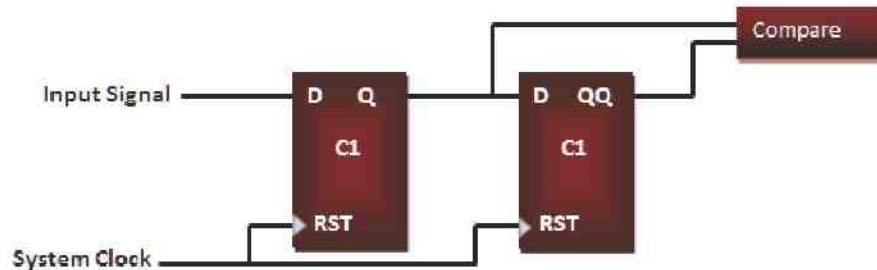 Compare
Input Signal
D Q
D QQ
C1
C1
RST
RST
System Clock